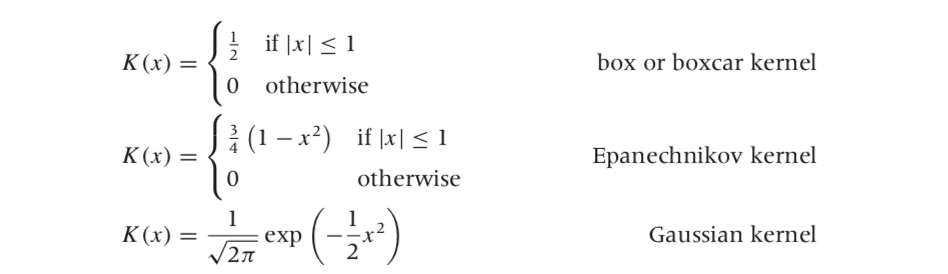 K(x) = { 1/2 if |x| ≤ 1
0 otherwise box or boxcar kernel
K(x) = { 3/4 (1 − x²) if |x| ≤ 1
0 otherwise Epanechnikov kernel
K(x) = 1/√2π exp (−1/2 x²) Gaussian kernel